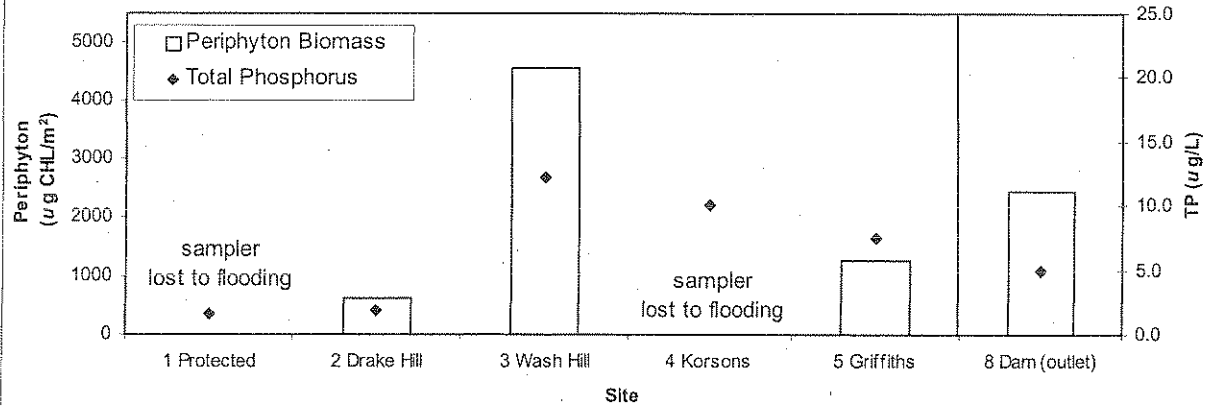 Periphyton Biomass
Total Phosphorus
5000
4000
3000
2000
1000
0
Periphyton
(ug CHL/m²)
25.0
20.0
15.0
10.0
5.0
0.0
TP (ug/L)
sampler
lost to flooding
sampler
lost to flooding
1 Protected
2 Drake Hill
3 Wash Hill
4 Korsons
5 Griffiths
8 Dam (outlet)
Site